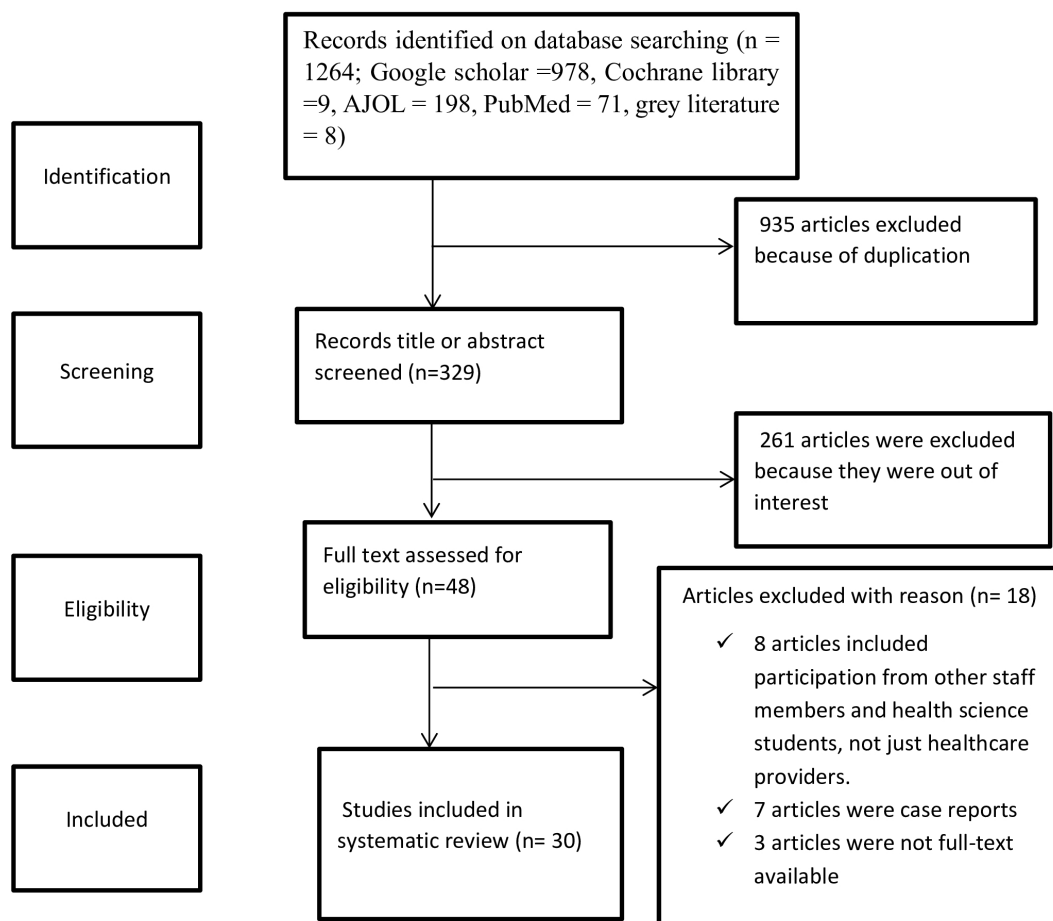 Records identified on database searching (n =
1264; Google scholar =978, Cochrane library
=9, AJOL = 198, PubMed = 71, grey literature
= 8)
Identification
935 articles excluded
because of duplication
Records title or abstract
screened (n=329)
Screening
261 articles were excluded
because they were out of
interest
Full text assessed for
eligibility (n=48)
Eligibility
Articles excluded with reason (n= 18)
✓ 8 articles included
participation from other staff
members and health science
students, not just healthcare
providers.
✓ 7 articles were case reports
✓ 3 articles were not full-text
available
Studies included in
systematic review (n= 30)
Included